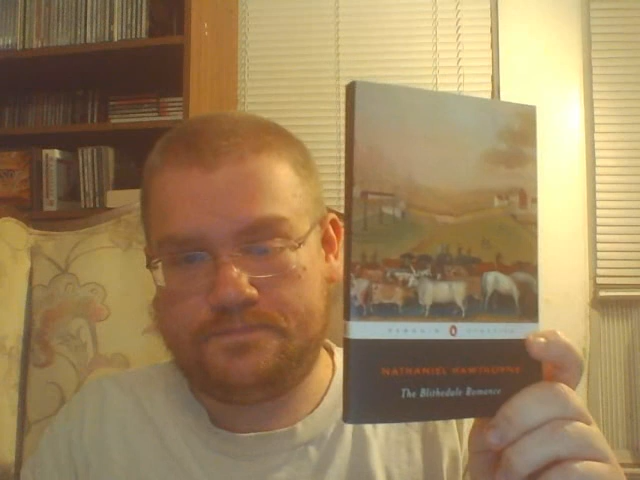 PENGUIN CLASSICS
NATHANIEL HAWTHORNE
The Blithedale Romance